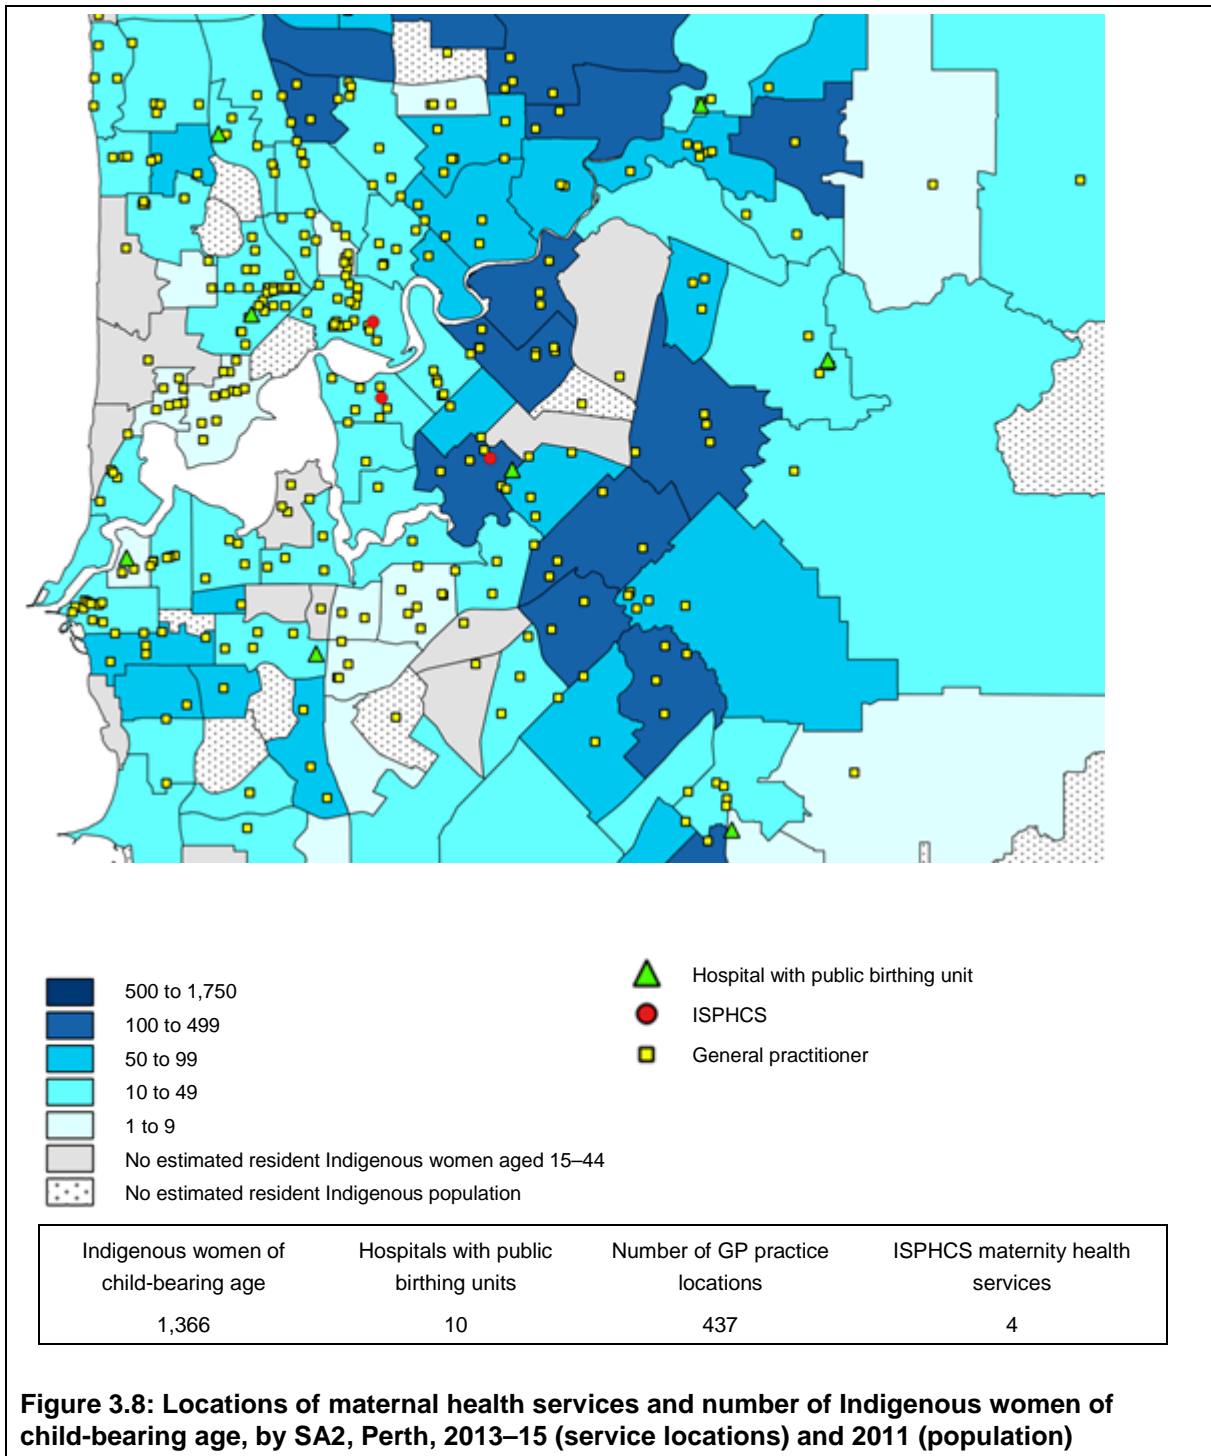 500 to 1,750
100 to 499
50 to 99
10 to 49
1 to 9
No estimated resident Indigenous women aged 15–44
No estimated resident Indigenous population
Hospital with public birthing unit
ISPHCS
General practitioner
Indigenous women of child-bearing age
Hospitals with public birthing units
Number of GP practice locations
ISPHCS maternity health services
1,366
10
437
4
Figure 3.8: Locations of maternal health services and number of Indigenous women of
child-bearing age, by SA2, Perth, 2013–15 (service locations) and 2011 (population)